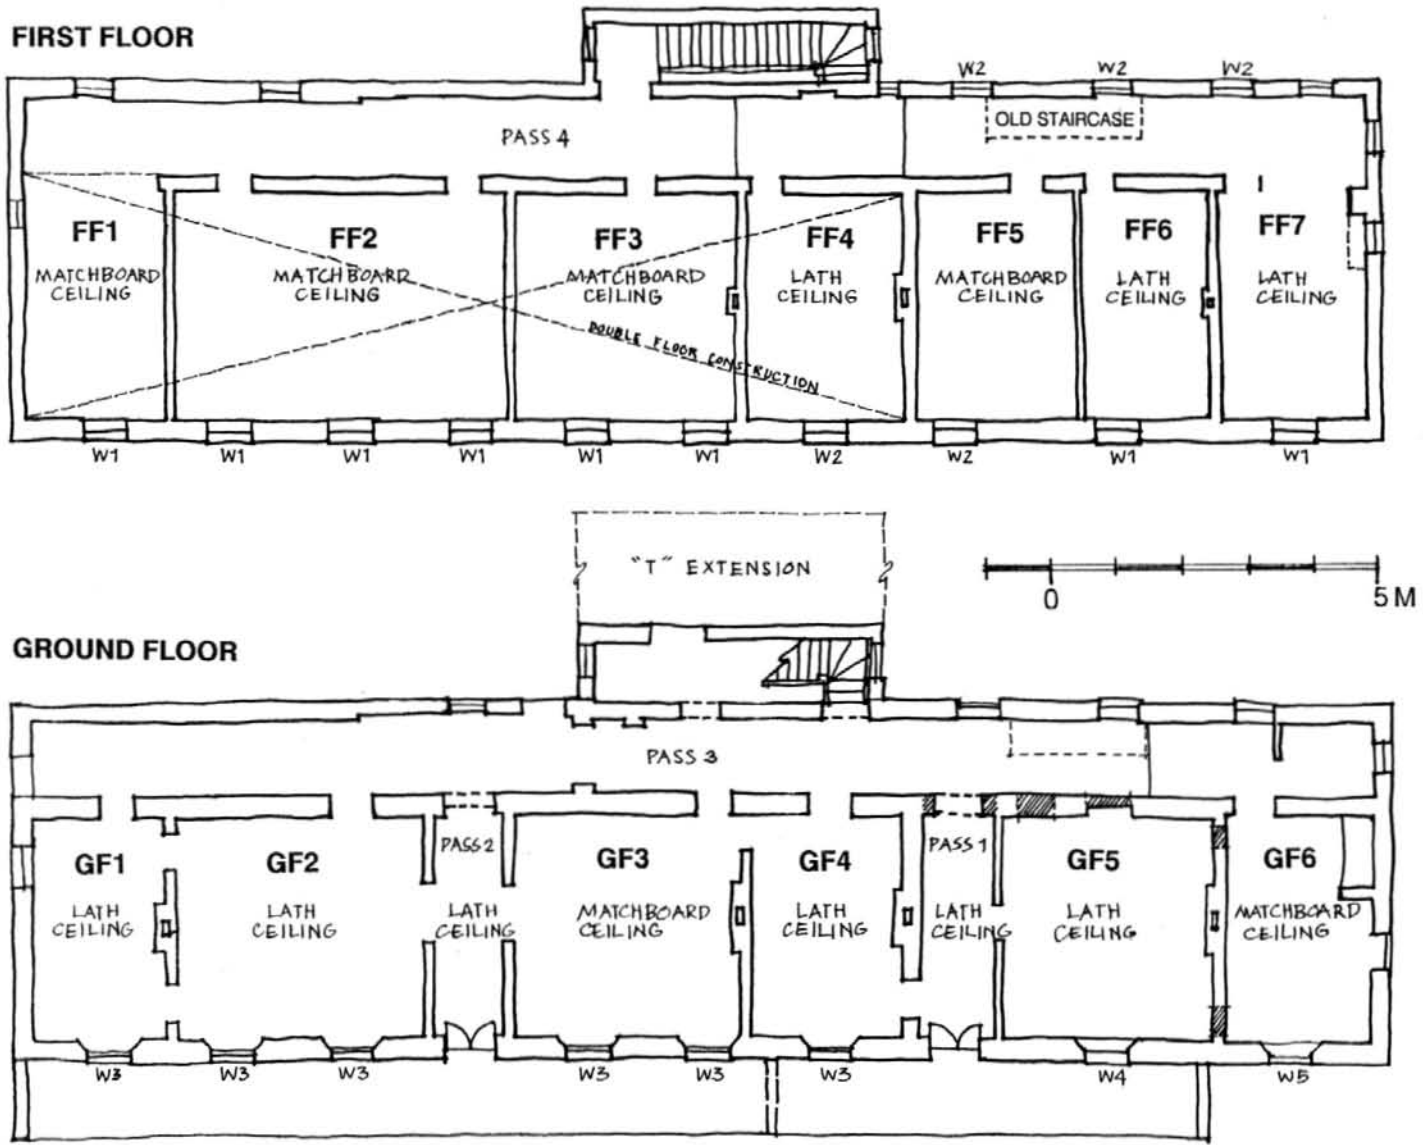 FIRST FLOOR
W2 W2 W2
OLD STAIRCASE
PASS 4
FF1 FF2 FF3 FF4 FF5 FF6 FF7
MATCHBOARD CEILING
MATCHBOARD CEILING
MATCHBOARD CEILING
LATH CEILING
MATCHBOARD CEILING
LATH CEILING
LATH CEILING
DOUBLE FLOOR CONSTRUCTION
W1 W1 W1 W1 W1 W1 W2 W2 W1 W1
"T" EXTENSION
0 5 M
GROUND FLOOR
PASS 3
PASS 2
PASS 1
GF1 GF2 GF3 GF4 GF5 GF6
LATH CEILING
LATH CEILING
LATH CEILING
MATCHBOARD CEILING
LATH CEILING
LATH CEILING
LATH CEILING
MATCHBOARD CEILING
W3 W3 W3 W3 W3 W3 W4 W5